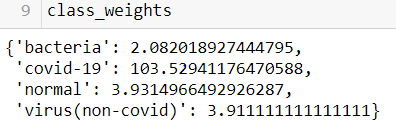 9 class_weights
{'bacteria': 2.082018927444795,
'covid-19': 103.52941176470588,
'normal': 3.9314966492926287,
'virus(non-covid)': 3.911111111111111}